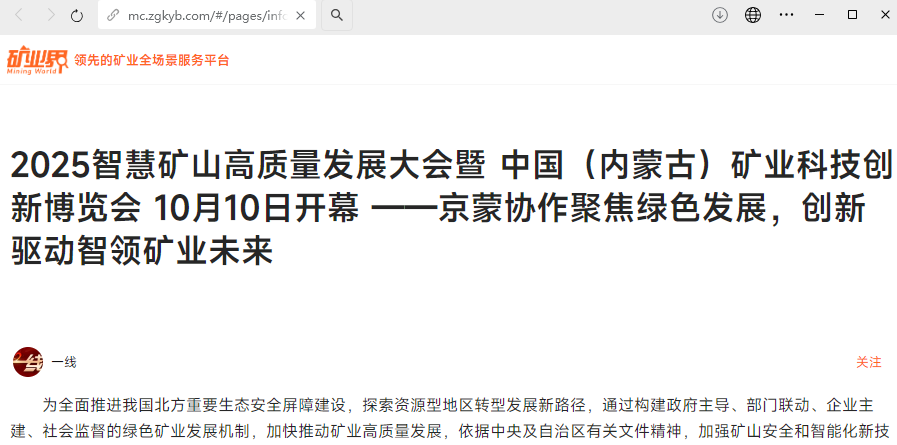 mc.zgkyb.com/#/pages/info
矿业界 领先的矿业全场景服务平台
Mining World
2025智慧矿山高质量发展大会暨 中国（内蒙古）矿业科技创
新博览会 10月10日开幕 ——京蒙协作聚焦绿色发展，创新
驱动智领矿业未来
一线 一线 关注
为全面推进我国北方重要生态安全屏障建设，探索资源型地区转型发展新路径，通过构建政府主导、部门联动、企业主
建、社会监督的绿色矿业发展机制，加快推动矿业高质量发展，依据中央及自治区有关文件精神，加强矿山安全和智能化新技